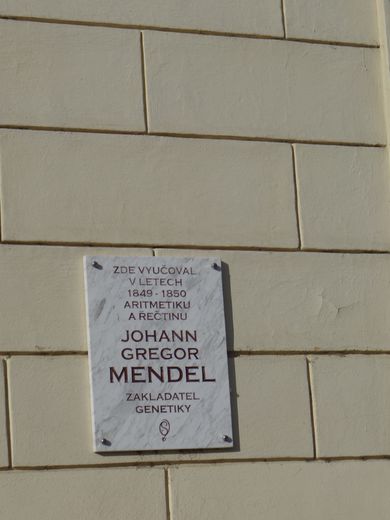 ZDE VYUČOVAL
V LETECH
1849 - 1850
ARITMETIKU
A ŘEČTINU
JOHANN
GREGOR
MENDEL
ZAKLADATEL
GENETIKY